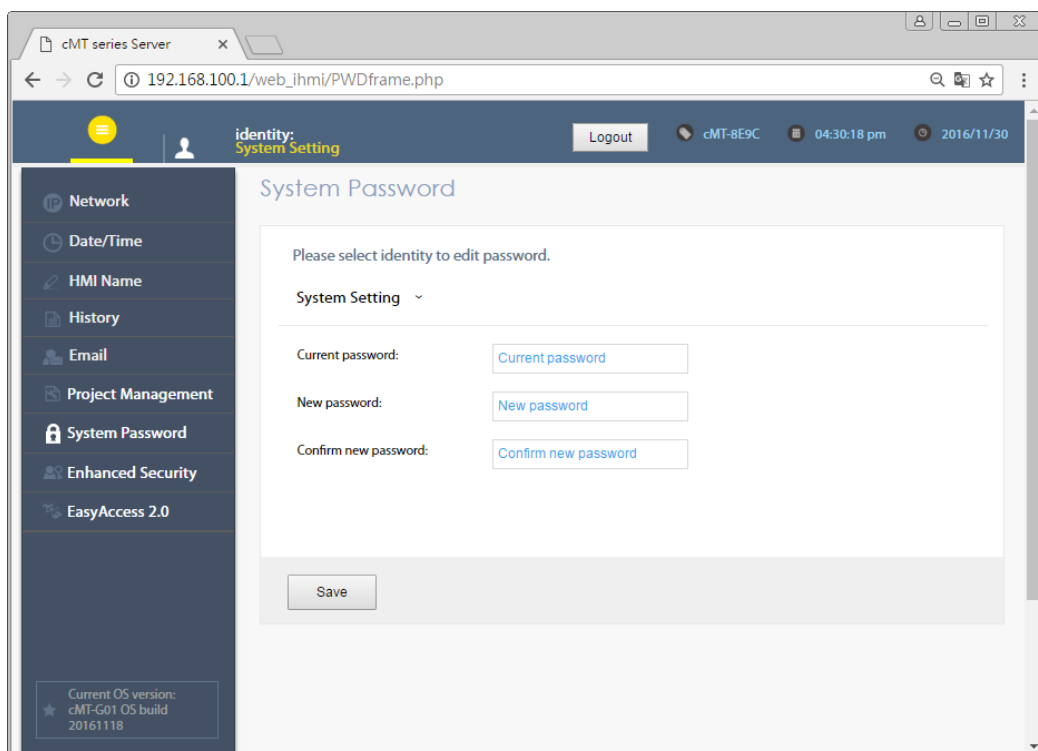 cMT series Server
192.168.100.1/web_ihmi/PWDframe.php
identity:
System Setting
Logout
cMT-8E9C
04:30:18 pm
2016/11/30
Network
Date/Time
HMI Name
History
Email
Project Management
System Password
Enhanced Security
EasyAccess 2.0
Current OS version:
cMT-G01 OS build
20161118
System Password
Please select identity to edit password.
System Setting
Current password:
Current password
New password:
New password
Confirm new password:
Confirm new password
Save